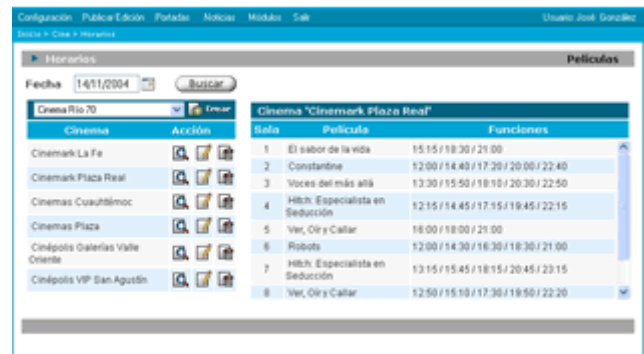 Configuración Publicar Edición Portadas Noticias Módulos Salir Usuario: José González
Inicio > Cine > Horarios
Horarios Películas
Fecha 14/11/2004 Buscar
Cinema Río 70 Crear
Cinema Acción
Cinemark La Fe
Cinemark Plaza Real
Cinemas Cuauhtémoc
Cinemas Plaza
Cinépolis Galerías Valle
Oriente
Cinépolis VIP San Agustín
Cinema "Cinemark Plaza Real"
Sala Película Funciones
1 El sabor de la vida 15:15 / 18:30 / 21:00
2 Constantine 12:00 / 14:40 / 17:20 / 20:00 / 22:40
3 Voces del más allá 13:30 / 15:50 / 18:10 / 20:30 / 22:50
4 Hitch: Especialista en
Seducción 12:15 / 14:45 / 17:15 / 19:45 / 22:15
5 Ver, Oír y Callar 16:00 / 18:00 / 21:00
6 Robots 12:00 / 14:30 / 16:30 / 18:30 / 21:00
7 Hitch: Especialista en
Seducción 13:15 / 15:45 / 18:15 / 20:45 / 23:15
8 Ver, Oír y Callar 12:50 / 15:10 / 17:30 / 19:50 / 22:20